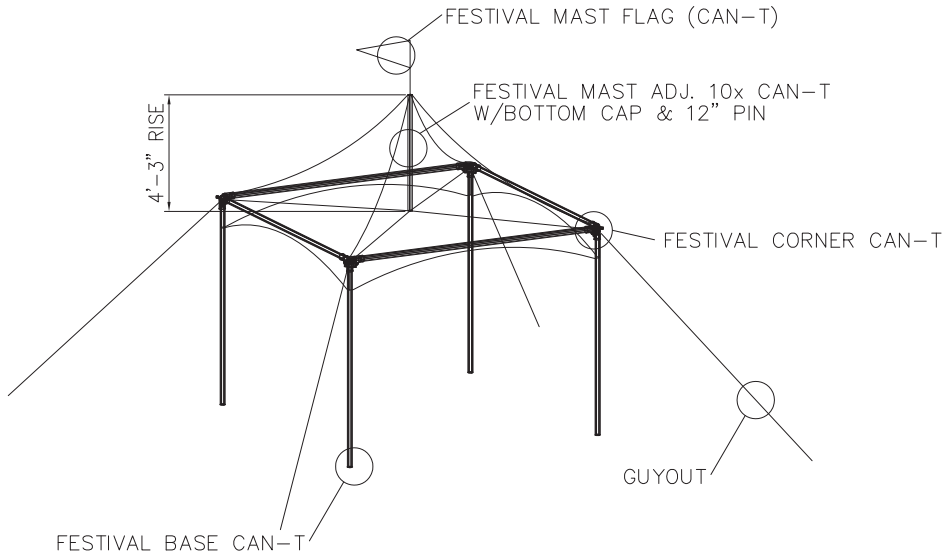 FESTIVAL MAST FLAG (CAN-T)
FESTIVAL MAST ADJ. 10x CAN-T
W/BOTTOM CAP & 12" PIN
4'-3" RISE
FESTIVAL CORNER CAN-T
GUYOUT
FESTIVAL BASE CAN-T